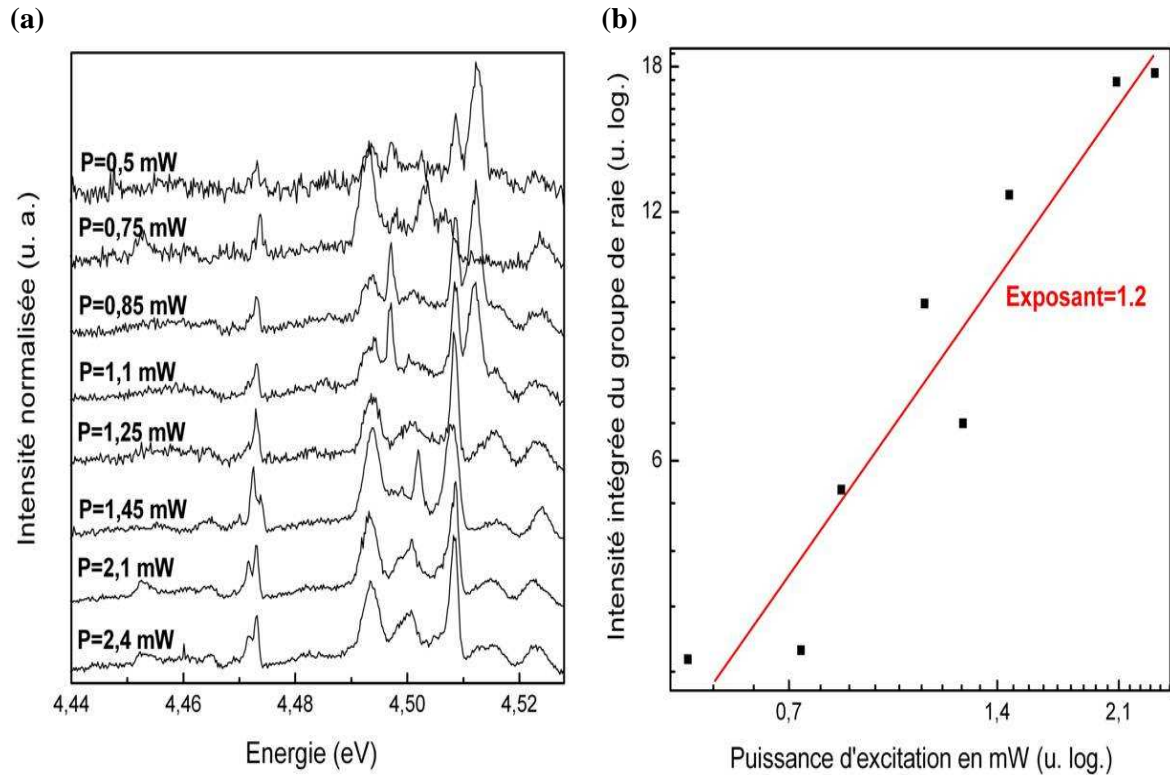 (a)
Intensité normalisée (u. a.)
P=0,5 mW
P=0,75 mW
P=0,85 mW
P=1,1 mW
P=1,25 mW
P=1,45 mW
P=2,1 mW
P=2,4 mW
4,44 4,46 4,48 4,50 4,52
Energie (eV)
(b)
Intensité intégrée du groupe de raie (u. log.)
18
12
6
Exposant=1.2
0,7 1,4 2,1
Puissance d'excitation en mW (u. log.)